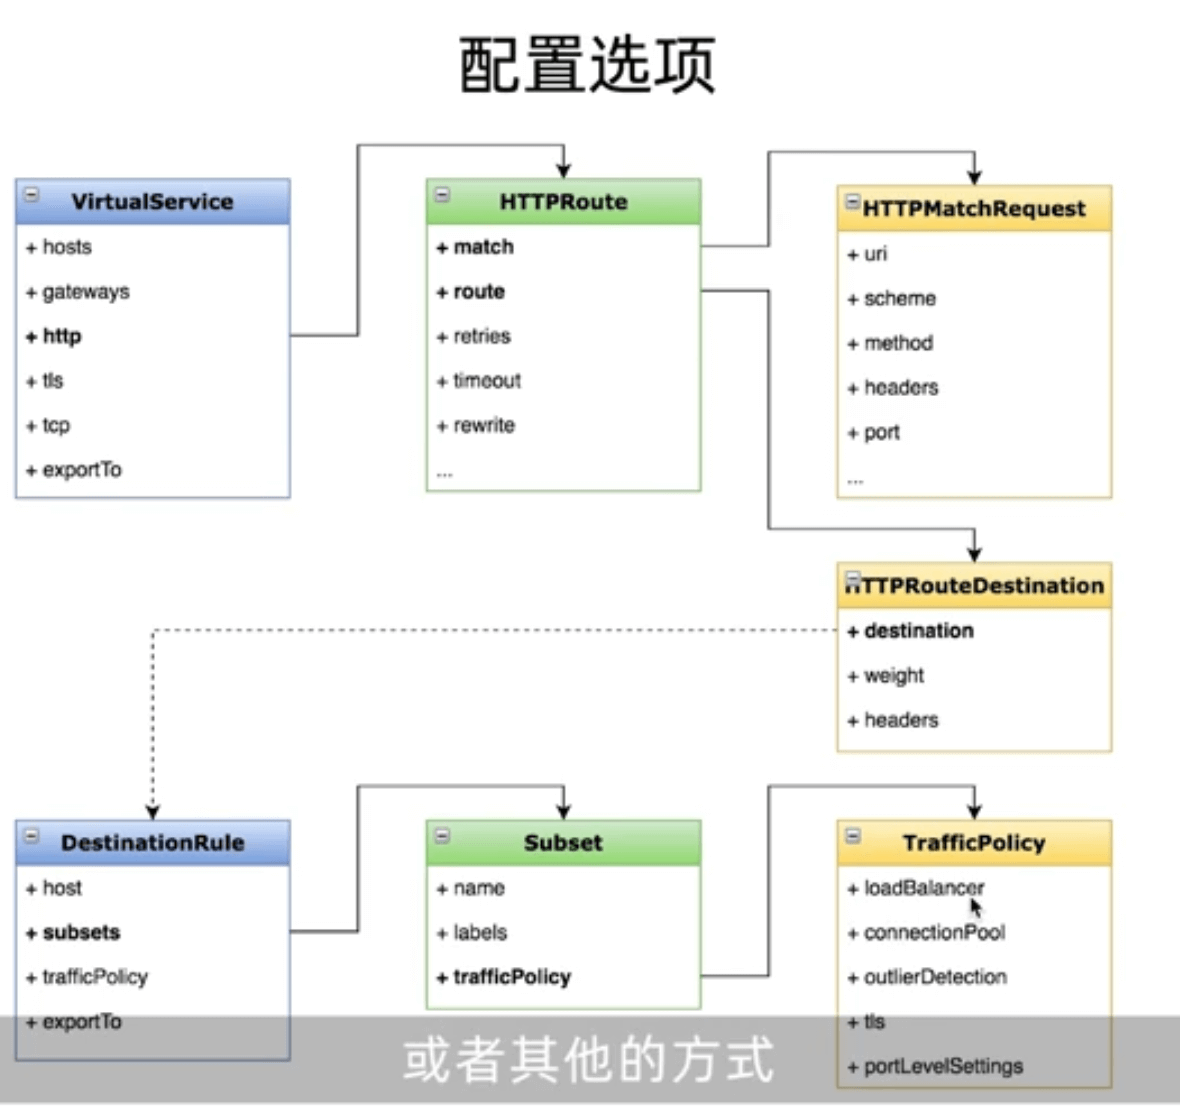 配置选项
VirtualService
+ hosts
+ gateways
+ http
+ tls
+ tcp
+ exportTo
HTTPRoute
+ match
+ route
+ retries
+ timeout
+ rewrite
...
HTTPMatchRequest
+ uri
+ scheme
+ method
+ headers
+ port
...
HTTPRouteDestination
+ destination
+ weight
+ headers
DestinationRule
+ host
+ subsets
+ trafficPolicy
+ exportTo
Subset
+ name
+ labels
+ trafficPolicy
TrafficPolicy
+ loadBalancer
+ connectionPool
+ outlierDetection
+ tls
+ portLevelSettings
或者其他的方式